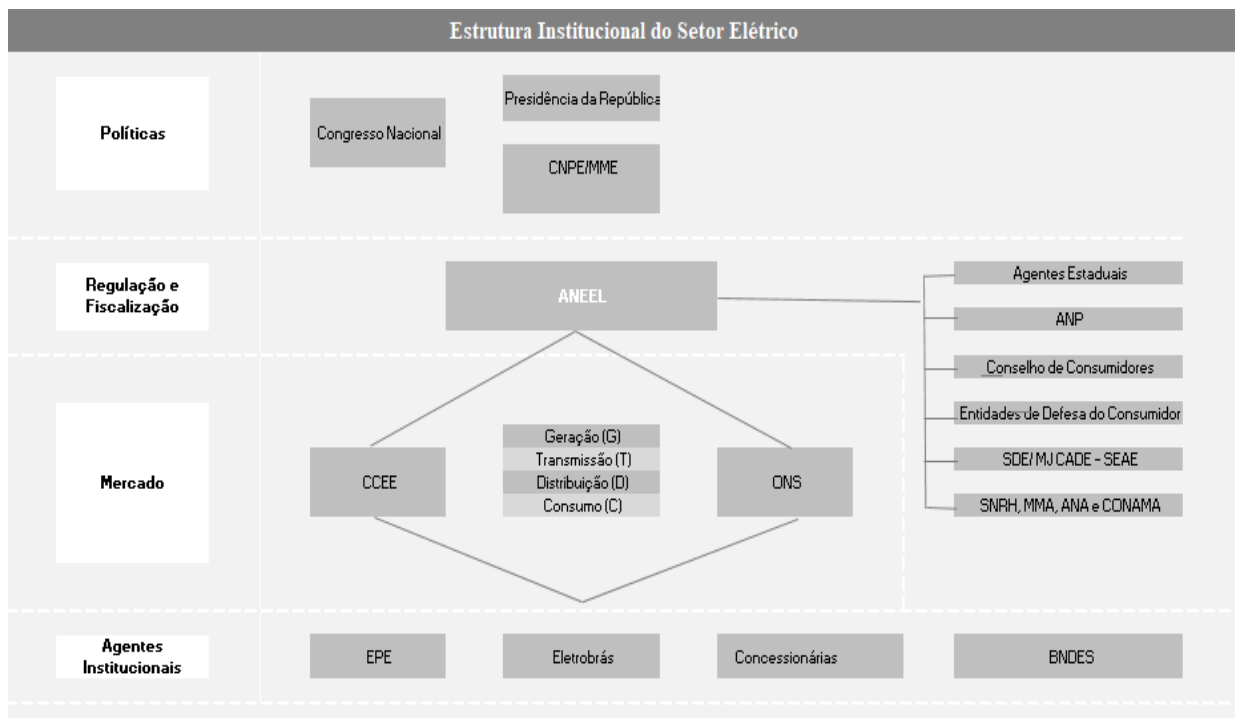 Estrutura Institucional do Setor Elétrico
Políticas
Congresso Nacional
Presidência da República
CNPE/MME
Regulação e
Fiscalização
ANEEL
Agentes Estaduais
ANP
Conselho de Consumidores
Entidades de Defesa do Consumidor
SDE/ MJ CADE - SEAE
SNRH, MMA, ANA e CONAMA
Mercado
CCEE
Geração (G)
Transmissão (T)
Distribuição (D)
Consumo (C)
ONS
Agentes
Institucionais
EPE
Eletrobrás
Concessionárias
BNDES